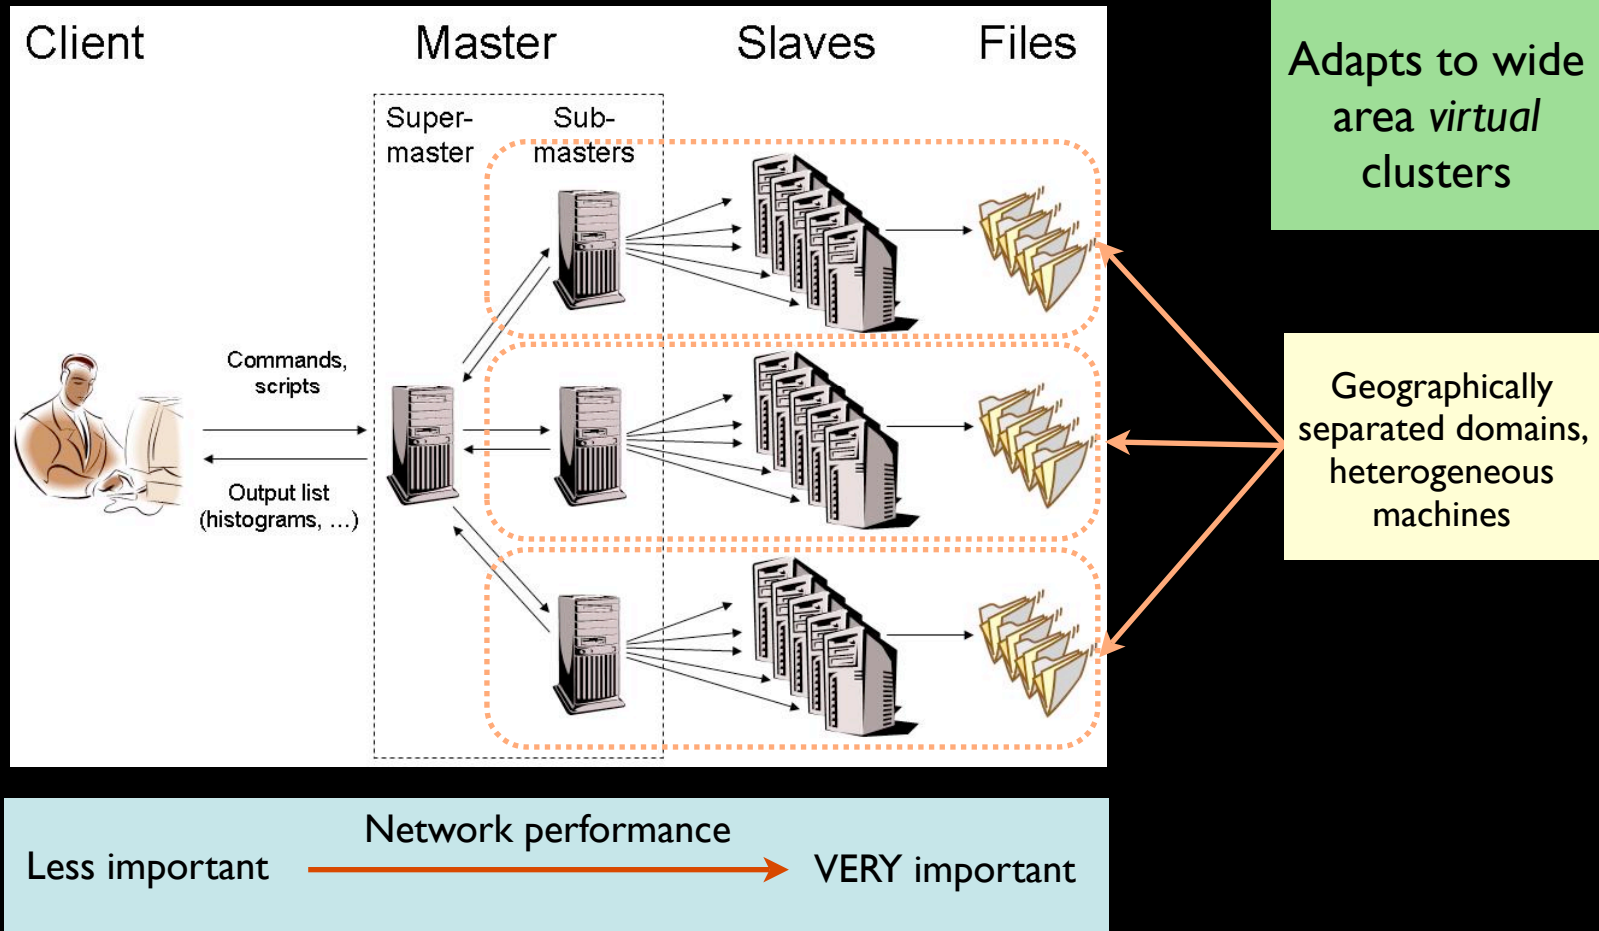 Client
Master
Slaves
Files
Super-
master
Sub-
masters
Commands,
scripts
Output list
(histograms, ...)
Adapts to wide
area virtual
clusters
Geographically
separated domains,
heterogeneous
machines
Network performance
Less important
VERY important